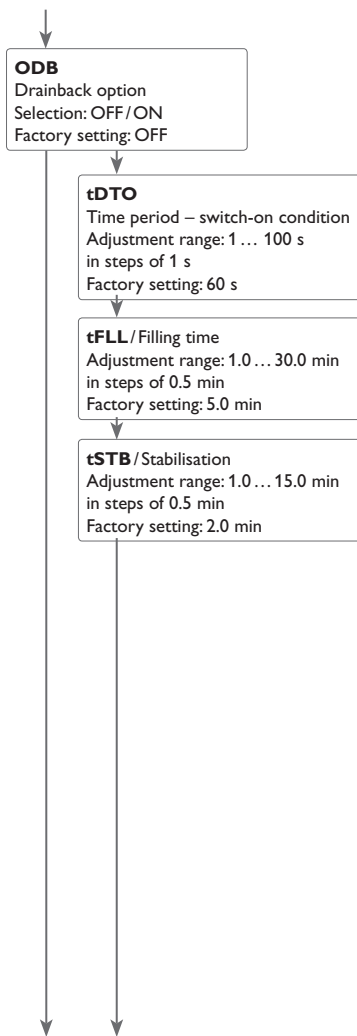 ODB
Drainback option
Selection: OFF / ON
Factory setting: OFF
tDTO
Time period – switch-on condition
Adjustment range: 1 … 100 s
in steps of 1 s
Factory setting: 60 s
tFLL / Filling time
Adjustment range: 1.0 … 30.0 min
in steps of 0.5 min
Factory setting: 5.0 min
tSTB / Stabilisation
Adjustment range: 1.0 … 15.0 min
in steps of 0.5 min
Factory setting: 2.0 min